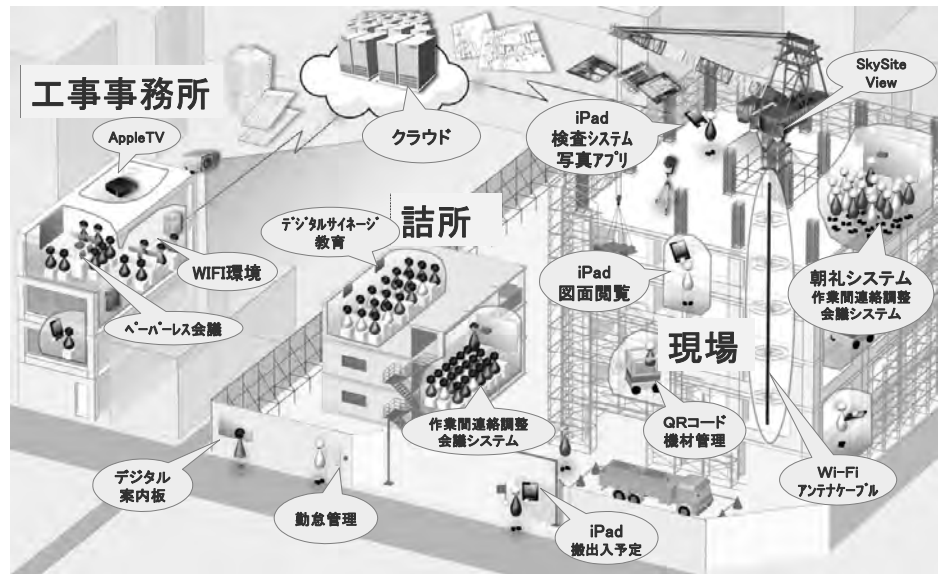 工事事務所
AppleTV
クラウド
iPad
検査システム
写真アプリ
SkySite
View
デジタルサイネージ
教育
詰所
WIFI環境
ペーパーレス会議
iPad
図面閲覧
朝礼システム
作業間連絡調整
会議システム
現場
作業間連絡調整
会議システム
QRコード
機材管理
デジタル
案内板
勤怠管理
iPad
搬出入予定
Wi-Fi
アンテナケーブル